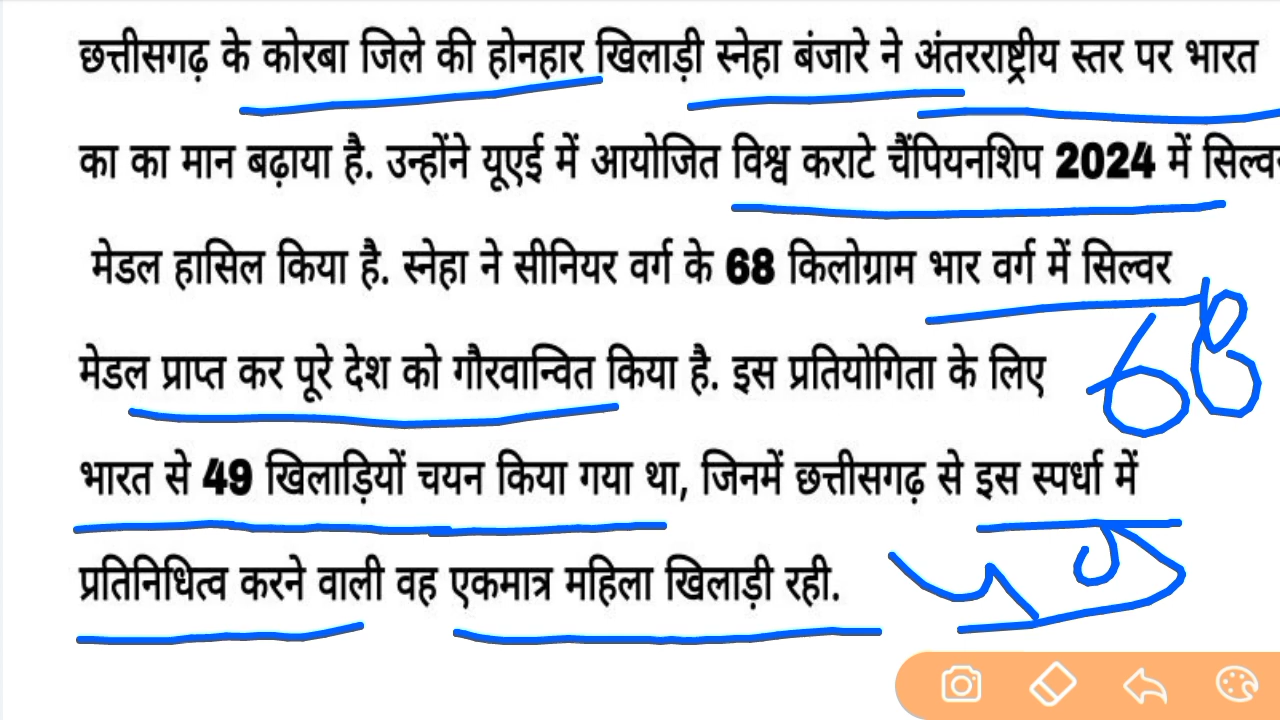 छत्तीसगढ़ के कोरबा जिले की होनहार खिलाड़ी स्नेहा बंजारे ने अंतरराष्ट्रीय स्तर पर भारत
का का मान बढ़ाया है. उन्होंने यूएई में आयोजित विश्व कराटे चैंपियनशिप 2024 में सिल्व
मेडल हासिल किया है. स्नेहा ने सीनियर वर्ग के 68 किलोग्राम भार वर्ग में सिल्वर
मेडल प्राप्त कर पूरे देश को गौरवान्वित किया है. इस प्रतियोगिता के लिए
68
भारत से 49 खिलाड़ियों चयन किया गया था, जिनमें छत्तीसगढ़ से इस स्पर्धा में
प्रतिनिधित्व करने वाली वह एकमात्र महिला खिलाड़ी रही.